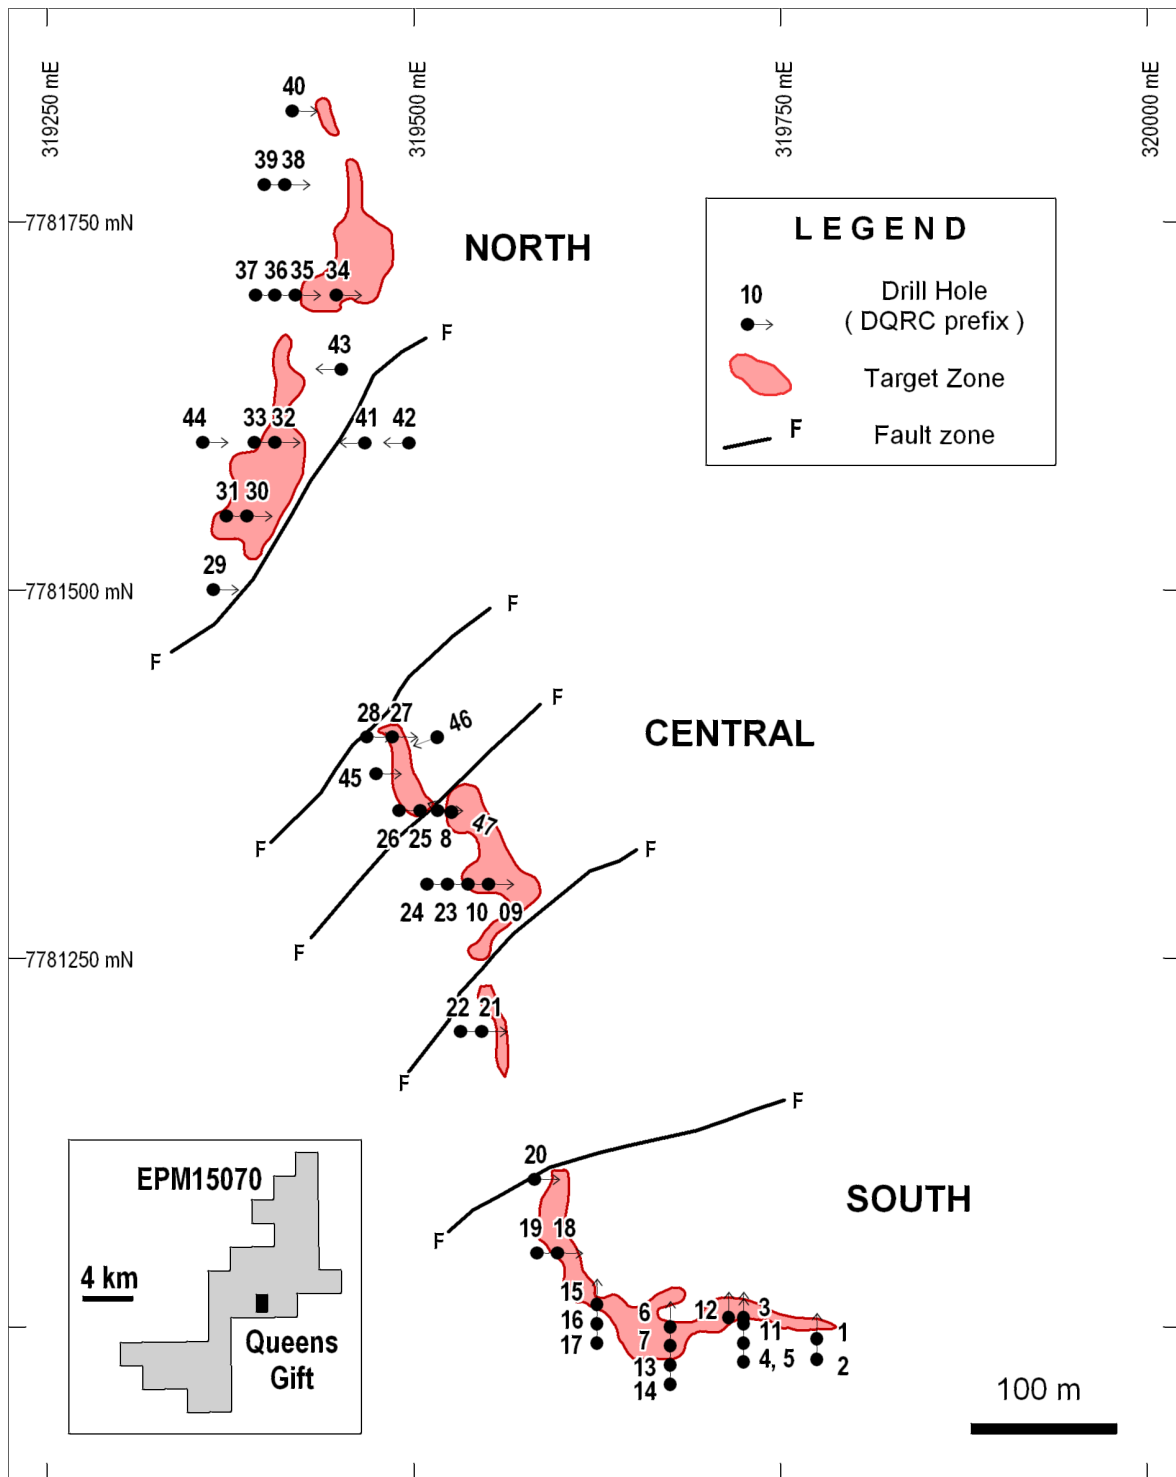 319250 mE
319500 mE
319750 mE
320000 mE
40
39 38
7781750 mN
NORTH
37 36 35 34
LEGEND
10
Drill Hole
( DQRC prefix )
Target Zone
F
Fault zone
F
43
44
33 32
41
42
31 30
29
7781500 mN
F
F
28 27
46
F
CENTRAL
45
26 25 8
47
F
F
24 23 10 09
F
7781250 mN
22 21
F
F
20
SOUTH
19 18
F
15
16
17
6
7
13
14
12
3
11
4, 5
1
2
EPM15070
4 km
Queens
Gift
100 m